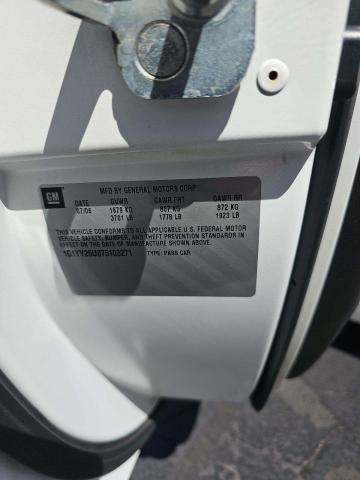 GM
MFD BY GENERAL MOTORS CORP
DATE GVWR GAWR FRT GAWR RR
07/06 1679 KG 807 KG 872 KG
3701 LB 1779 LB 1923 LB
THIS VEHICLE CONFORMS TO ALL APPLICABLE U.S. FEDERAL MOTOR
VEHICLE SAFETY, BUMPER, AND THEFT PREVENTION STANDARDS IN
EFFECT ON THE DATE OF MANUFACTURE SHOWN ABOVE.
TYPE: PASS CAR